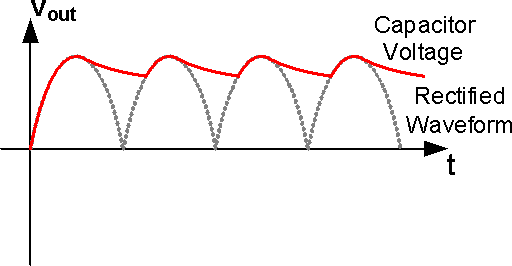 Vout
Capacitor
Voltage
Rectified
Waveform
t